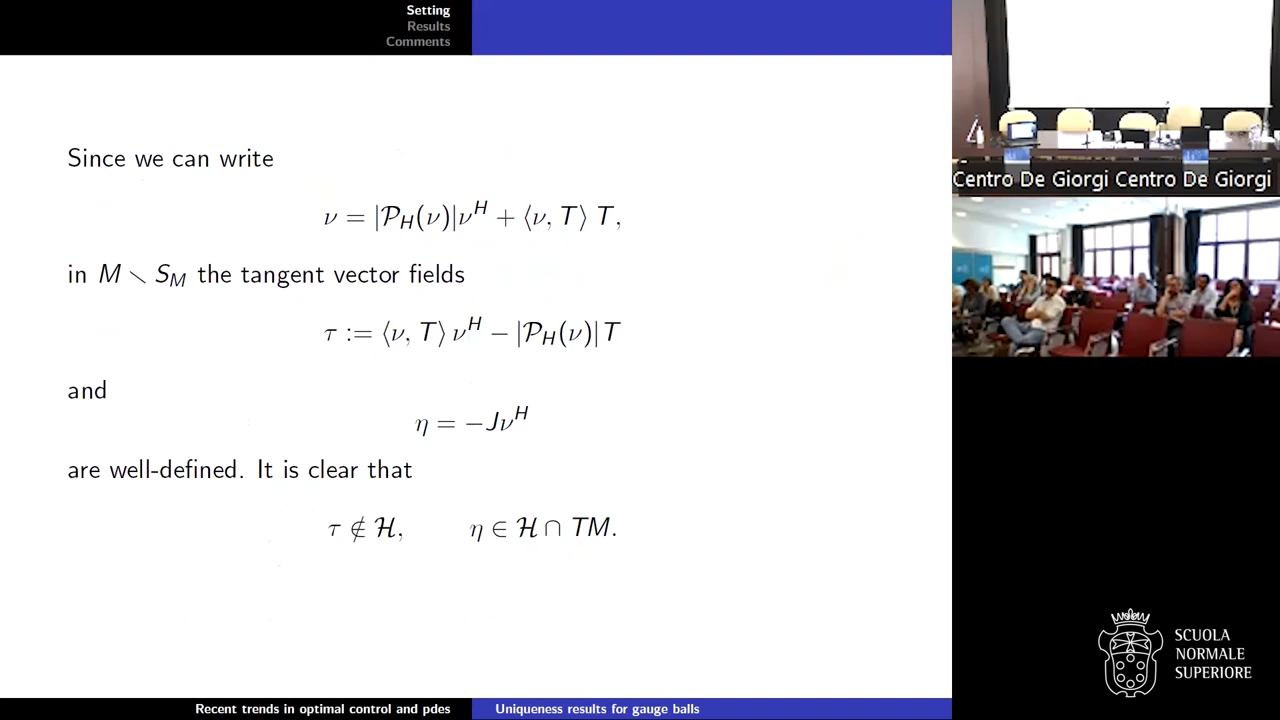 Setting
Results
Comments
Since we can write
ν = |𝒫_H(ν)|ν^H + ⟨ν, T⟩ T,
in M ∖ S_M the tangent vector fields
τ := ⟨ν, T⟩ ν^H − |𝒫_H(ν)|T
and
η = −Jν^H
are well-defined. It is clear that
τ ∉ ℋ, η ∈ ℋ ∩ TM.
Recent trends in optimal control and pdes
Uniqueness results for gauge balls
Centro De Giorgi Centro De Giorgi
SCUOLA
NORMALE
SUPERIORE